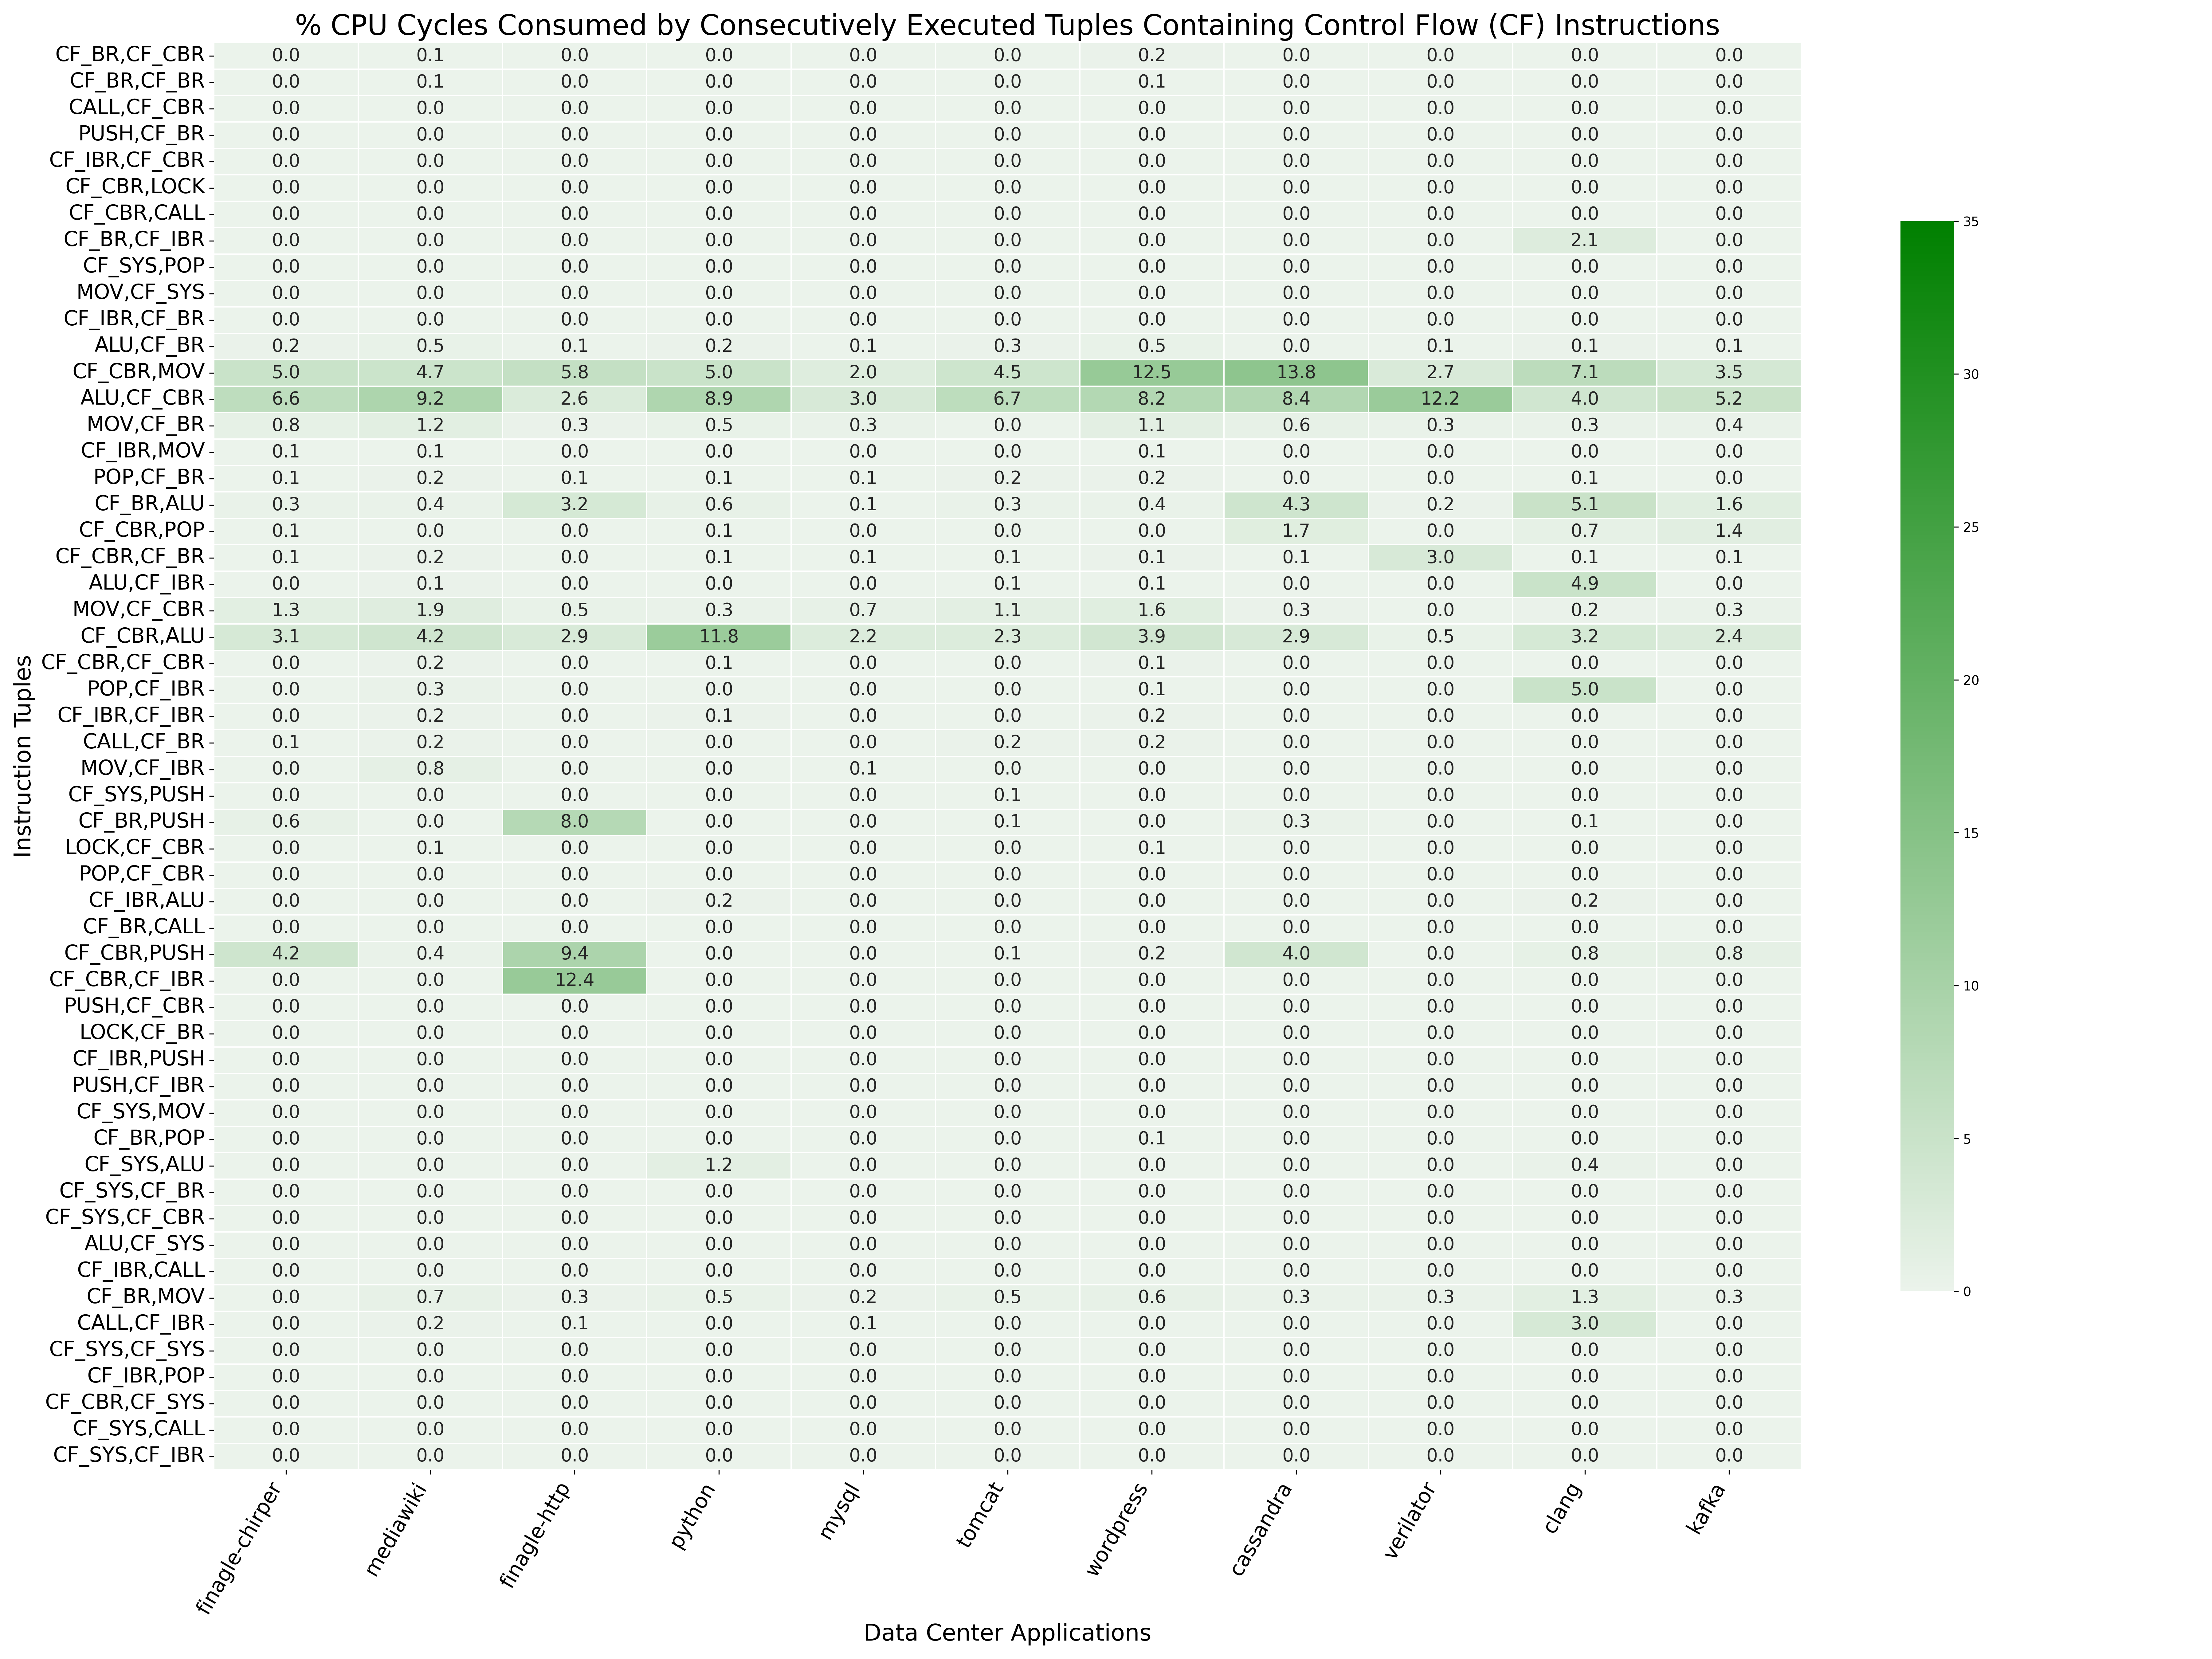 % CPU Cycles Consumed by Consecutively Executed Tuples Containing Control Flow (CF) Instructions
CF_BR,CF_CBR 0.0 0.1 0.0 0.0 0.0 0.0 0.2 0.0 0.0 0.0 0.0
CF_BR,CF_BR 0.0 0.1 0.0 0.0 0.0 0.0 0.1 0.0 0.0 0.0 0.0
CALL,CF_CBR 0.0 0.0 0.0 0.0 0.0 0.0 0.0 0.0 0.0 0.0 0.0
PUSH,CF_BR 0.0 0.0 0.0 0.0 0.0 0.0 0.0 0.0 0.0 0.0 0.0
CF_IBR,CF_CBR 0.0 0.0 0.0 0.0 0.0 0.0 0.0 0.0 0.0 0.0 0.0
CF_CBR,LOCK 0.0 0.0 0.0 0.0 0.0 0.0 0.0 0.0 0.0 0.0 0.0
CF_CBR,CALL 0.0 0.0 0.0 0.0 0.0 0.0 0.0 0.0 0.0 0.0 0.0
CF_BR,CF_IBR 0.0 0.0 0.0 0.0 0.0 0.0 0.0 0.0 0.0 2.1 0.0
CF_SYS,POP 0.0 0.0 0.0 0.0 0.0 0.0 0.0 0.0 0.0 0.0 0.0
MOV,CF_SYS 0.0 0.0 0.0 0.0 0.0 0.0 0.0 0.0 0.0 0.0 0.0
CF_IBR,CF_BR 0.0 0.0 0.0 0.0 0.0 0.0 0.0 0.0 0.0 0.0 0.0
ALU,CF_BR 0.2 0.5 0.1 0.2 0.1 0.3 0.5 0.0 0.1 0.1 0.1
CF_CBR,MOV 5.0 4.7 5.8 5.0 2.0 4.5 12.5 13.8 2.7 7.1 3.5
ALU,CF_CBR 6.6 9.2 2.6 8.9 3.0 6.7 8.2 8.4 12.2 4.0 5.2
MOV,CF_BR 0.8 1.2 0.3 0.5 0.3 0.0 1.1 0.6 0.3 0.3 0.4
CF_IBR,MOV 0.1 0.1 0.0 0.0 0.0 0.0 0.1 0.0 0.0 0.0 0.0
POP,CF_BR 0.1 0.2 0.1 0.1 0.1 0.2 0.2 0.0 0.0 0.1 0.0
CF_BR,ALU 0.3 0.4 3.2 0.6 0.1 0.3 0.4 4.3 0.2 5.1 1.6
CF_CBR,POP 0.1 0.0 0.0 0.1 0.0 0.0 0.0 1.7 0.0 0.7 1.4
CF_CBR,CF_BR 0.1 0.2 0.0 0.1 0.1 0.1 0.1 0.1 3.0 0.1 0.1
ALU,CF_IBR 0.0 0.1 0.0 0.0 0.0 0.1 0.1 0.0 0.0 4.9 0.0
MOV,CF_CBR 1.3 1.9 0.5 0.3 0.7 1.1 1.6 0.3 0.0 0.2 0.3
CF_CBR,ALU 3.1 4.2 2.9 11.8 2.2 2.3 3.9 2.9 0.5 3.2 2.4
CF_CBR,CF_CBR 0.0 0.2 0.0 0.1 0.0 0.0 0.1 0.0 0.0 0.0 0.0
POP,CF_IBR 0.0 0.3 0.0 0.0 0.0 0.0 0.1 0.0 0.0 5.0 0.0
CF_IBR,CF_IBR 0.0 0.2 0.0 0.1 0.0 0.0 0.2 0.0 0.0 0.0 0.0
CALL,CF_BR 0.1 0.2 0.0 0.0 0.0 0.2 0.2 0.0 0.0 0.0 0.0
MOV,CF_IBR 0.0 0.8 0.0 0.0 0.1 0.0 0.0 0.0 0.0 0.0 0.0
CF_SYS,PUSH 0.0 0.0 0.0 0.0 0.0 0.1 0.0 0.0 0.0 0.0 0.0
CF_BR,PUSH 0.6 0.0 8.0 0.0 0.0 0.1 0.0 0.3 0.0 0.1 0.0
LOCK,CF_CBR 0.0 0.1 0.0 0.0 0.0 0.0 0.1 0.0 0.0 0.0 0.0
POP,CF_CBR 0.0 0.0 0.0 0.0 0.0 0.0 0.0 0.0 0.0 0.0 0.0
CF_IBR,ALU 0.0 0.0 0.0 0.2 0.0 0.0 0.0 0.0 0.0 0.2 0.0
CF_BR,CALL 0.0 0.0 0.0 0.0 0.0 0.0 0.0 0.0 0.0 0.0 0.0
CF_CBR,PUSH 4.2 0.4 9.4 0.0 0.0 0.1 0.2 4.0 0.0 0.8 0.8
CF_CBR,CF_IBR 0.0 0.0 12.4 0.0 0.0 0.0 0.0 0.0 0.0 0.0 0.0
PUSH,CF_CBR 0.0 0.0 0.0 0.0 0.0 0.0 0.0 0.0 0.0 0.0 0.0
LOCK,CF_BR 0.0 0.0 0.0 0.0 0.0 0.0 0.0 0.0 0.0 0.0 0.0
CF_IBR,PUSH 0.0 0.0 0.0 0.0 0.0 0.0 0.0 0.0 0.0 0.0 0.0
PUSH,CF_IBR 0.0 0.0 0.0 0.0 0.0 0.0 0.0 0.0 0.0 0.0 0.0
CF_SYS,MOV 0.0 0.0 0.0 0.0 0.0 0.0 0.0 0.0 0.0 0.0 0.0
CF_BR,POP 0.0 0.0 0.0 0.0 0.0 0.0 0.1 0.0 0.0 0.0 0.0
CF_SYS,ALU 0.0 0.0 0.0 1.2 0.0 0.0 0.0 0.0 0.0 0.4 0.0
CF_SYS,CF_BR 0.0 0.0 0.0 0.0 0.0 0.0 0.0 0.0 0.0 0.0 0.0
CF_SYS,CF_CBR 0.0 0.0 0.0 0.0 0.0 0.0 0.0 0.0 0.0 0.0 0.0
ALU,CF_SYS 0.0 0.0 0.0 0.0 0.0 0.0 0.0 0.0 0.0 0.0 0.0
CF_IBR,CALL 0.0 0.0 0.0 0.0 0.0 0.0 0.0 0.0 0.0 0.0 0.0
CF_BR,MOV 0.0 0.7 0.3 0.5 0.2 0.5 0.6 0.3 0.3 1.3 0.3
CALL,CF_IBR 0.0 0.2 0.1 0.0 0.1 0.0 0.0 0.0 0.0 3.0 0.0
CF_SYS,CF_SYS 0.0 0.0 0.0 0.0 0.0 0.0 0.0 0.0 0.0 0.0 0.0
CF_IBR,POP 0.0 0.0 0.0 0.0 0.0 0.0 0.0 0.0 0.0 0.0 0.0
CF_CBR,CF_SYS 0.0 0.0 0.0 0.0 0.0 0.0 0.0 0.0 0.0 0.0 0.0
CF_SYS,CALL 0.0 0.0 0.0 0.0 0.0 0.0 0.0 0.0 0.0 0.0 0.0
CF_SYS,CF_IBR 0.0 0.0 0.0 0.0 0.0 0.0 0.0 0.0 0.0 0.0 0.0
finagle-chirper mediawiki finagle-http python mysql tomcat wordpress cassandra verilator clang kafka
Data Center Applications
Instruction Tuples
35
30
25
20
15
10
5
0